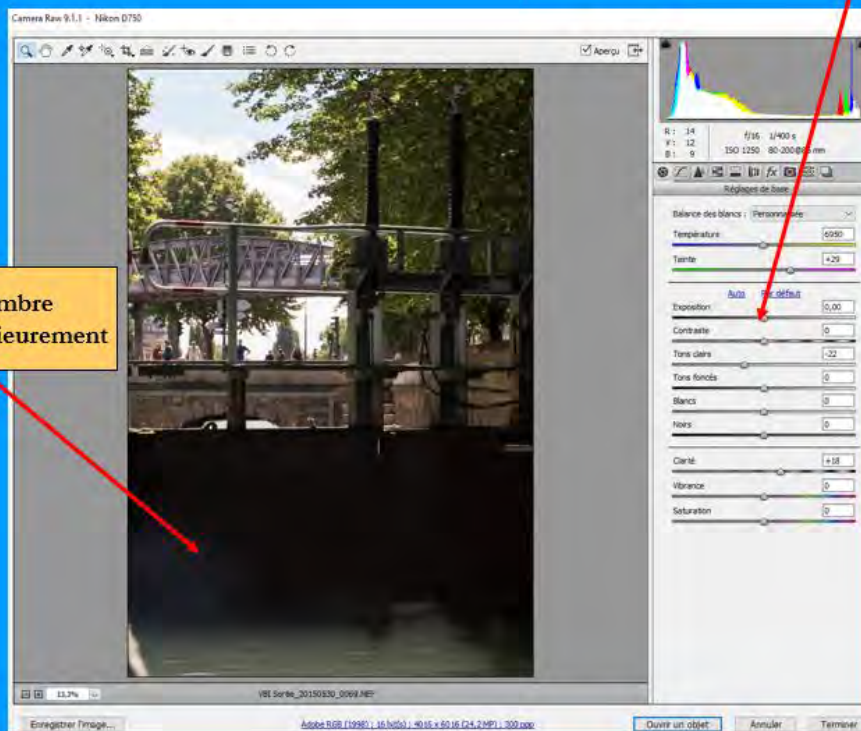 Camera Raw 9.1.1 - Nikon D750
Aperçu
R: 14
V: 12
B: 9
f/16 1/400 s
ISO 1250 80-200@ mm
Réglages de base
Balance des blancs : Personnalisée
Température 6950
Teinte +29
Auto Par défaut
Exposition 0,00
Contraste 0
Tons clairs -22
Tons foncés 0
Blancs 0
Noirs 0
Clarté +18
Vibrance 0
Saturation 0
mbre
ieurement
13,3% VBI Sortie_20150530_0069.NEF
Enregistrer l'image... Adobe RGB (1998) ; 16 bit(s) ; 4016 x 6016 (24,2 MP) ; 300 ppp Ouvrir un objet Annuler Terminer